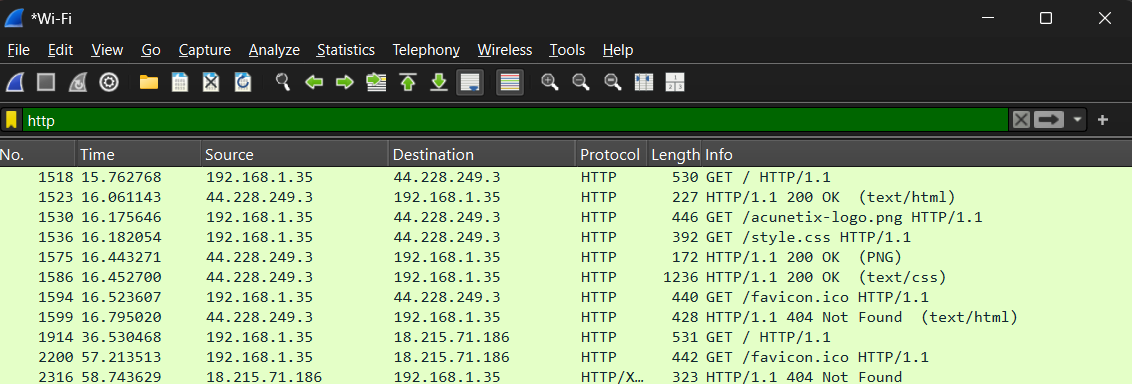 *Wi-Fi
File Edit View Go Capture Analyze Statistics Telephony Wireless Tools Help
http
No. Time Source Destination Protocol Length Info
1518 15.762768 192.168.1.35 44.228.249.3 HTTP 530 GET / HTTP/1.1
1523 16.061143 44.228.249.3 192.168.1.35 HTTP 227 HTTP/1.1 200 OK (text/html)
1530 16.175646 192.168.1.35 44.228.249.3 HTTP 446 GET /acunetix-logo.png HTTP/1.1
1536 16.182054 192.168.1.35 44.228.249.3 HTTP 392 GET /style.css HTTP/1.1
1575 16.443271 44.228.249.3 192.168.1.35 HTTP 172 HTTP/1.1 200 OK (PNG)
1586 16.452700 44.228.249.3 192.168.1.35 HTTP 1236 HTTP/1.1 200 OK (text/css)
1594 16.523607 192.168.1.35 44.228.249.3 HTTP 440 GET /favicon.ico HTTP/1.1
1599 16.795020 44.228.249.3 192.168.1.35 HTTP 428 HTTP/1.1 404 Not Found (text/html)
1914 36.530468 192.168.1.35 18.215.71.186 HTTP 531 GET / HTTP/1.1
2200 57.213513 192.168.1.35 18.215.71.186 HTTP 442 GET /favicon.ico HTTP/1.1
2316 58.743629 18.215.71.186 192.168.1.35 HTTP/X… 323 HTTP/1.1 404 Not Found